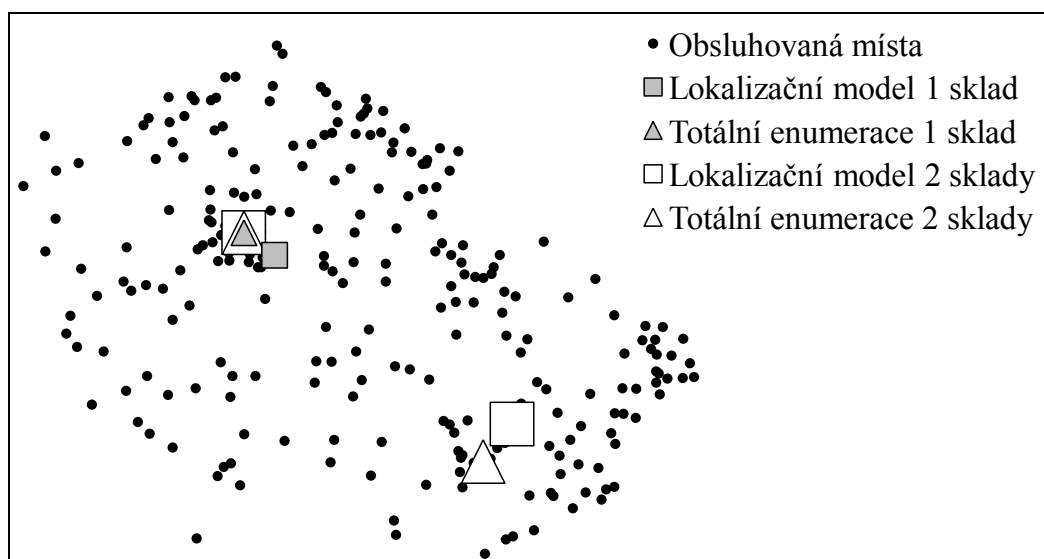 Obsluhovaná místa
Lokalizační model 1 sklad
Totální enumerace 1 sklad
Lokalizační model 2 sklady
Totální enumerace 2 sklady